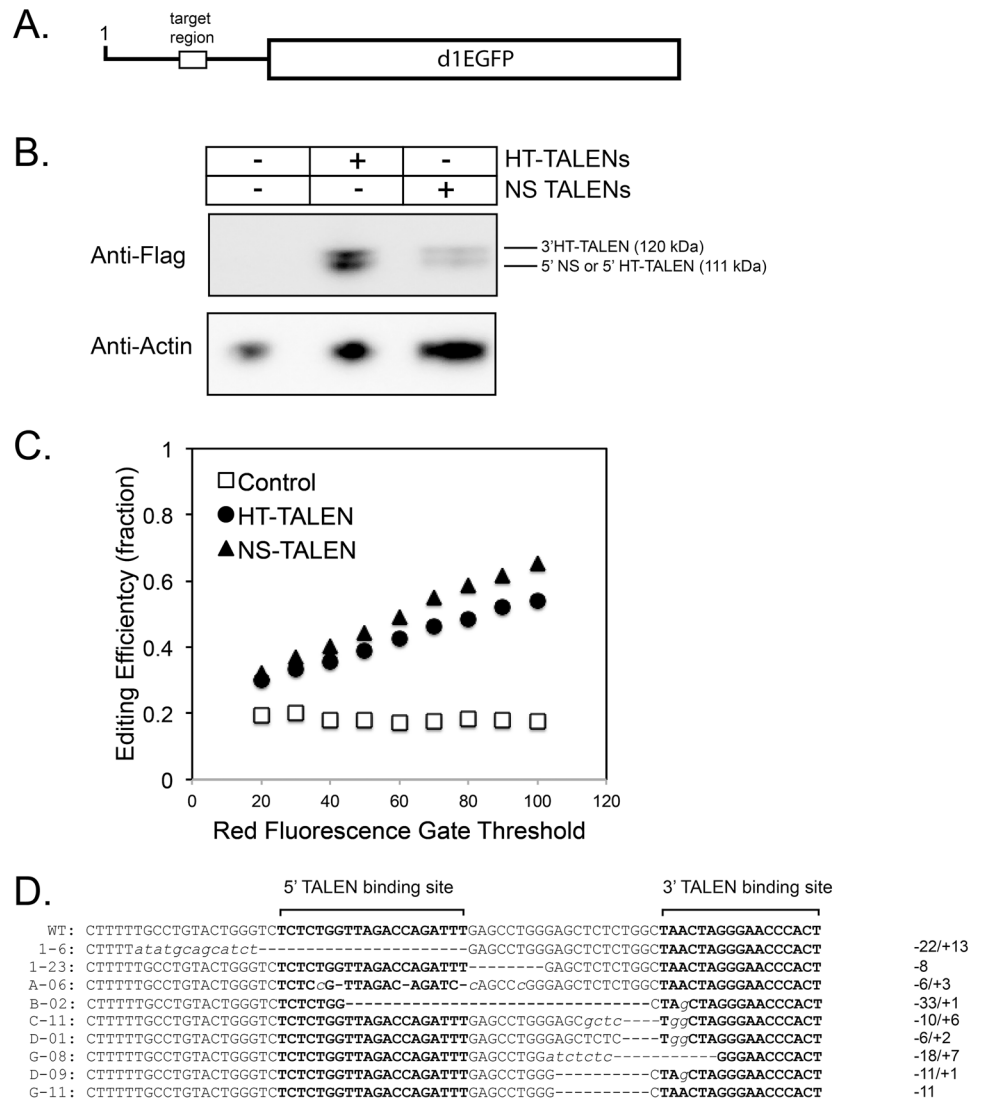 A.
1
target
region
d1EGFP
B.
- + - HT-TALENs
- - + NS TALENs
Anti-Flag
3'HT-TALEN (120 kDa)
5' NS or 5' HT-TALEN (111 kDa)
Anti-Actin
C.
Editing Efficientcy (fraction)
1
0.8
0.6
0.4
0.2
0
Control
HT-TALEN
NS-TALEN
0 20 40 60 80 100 120
Red Fluorescence Gate Threshold
D.
5' TALEN binding site 3' TALEN binding site
WT: CTTTTTGCCTGTACTGGGTCTCTCTGGTTAGACCAGATTTGAGCCTGGGAGCTCTCTGGCTAACTAGGGAACCCACT
1-6: CTTTTatatgcagcatct----------------------GAGCCTGGGAGCTCTCTGGCTAACTAGGGAACCCACT -22/+13
1-23: CTTTTTGCCTGTACTGGGTCTCTCTGGTTAGACCAGATTT--------GAGCTCTCTGGCTAACTAGGGAACCCACT -8
A-06: CTTTTTGCCTGTACTGGGTCTCTCcG-TTAGAC-AGATC-cAGCCcGGGAGCTCTCTGGCTAACTAGGGAACCCACT -6/+3
B-02: CTTTTTGCCTGTACTGGGTCTCTCTGG--------------------------------CTAgCTAGGGAACCCACT -33/+1
C-11: CTTTTTGCCTGTACTGGGTCTCTCTGGTTAGACCAGATTTGAGCCTGGGAGCgctc----TggCTAGGGAACCCACT -10/+6
D-01: CTTTTTGCCTGTACTGGGTCTCTCTGGTTAGACCAGATTTGAGCCTGGGAGCTCTC----TggCTAGGGAACCCACT -6/+2
G-08: CTTTTTGCCTGTACTGGGTCTCTCTGGTTAGACCAGATTTGAGCCTGGatctctc-----------GGGAACCCACT -18/+7
D-09: CTTTTTGCCTGTACTGGGTCTCTCTGGTTAGACCAGATTTGAGCCTGGG----------CTAgCTAGGGAACCCACT -11/+1
G-11: CTTTTTGCCTGTACTGGGTCTCTCTGGTTAGACCAGATTTGAGCCTGGG----------CTAACTAGGGAACCCACT -11